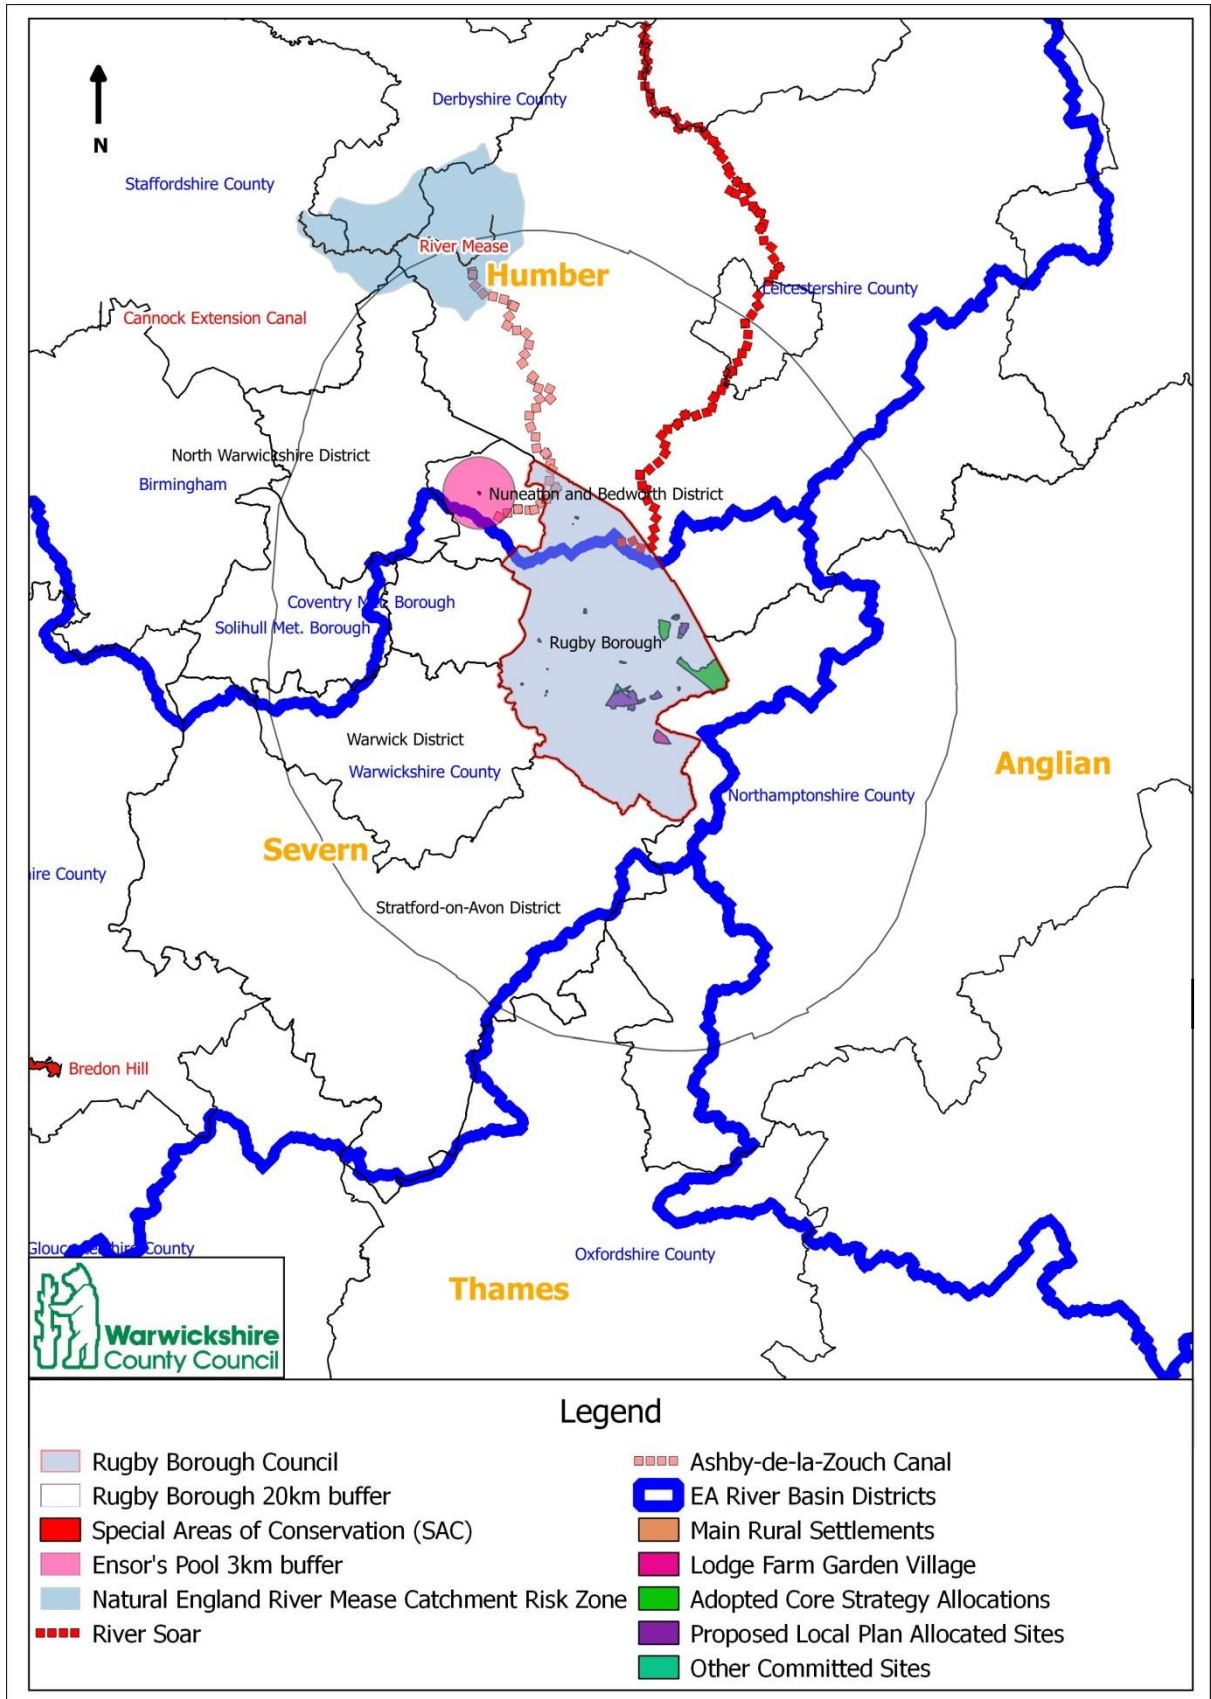 Derbyshire County
N
Staffordshire County
River Mease
Humber
Leicestershire County
Cannock Extension Canal
North Warwickshire District
Birmingham
Nuneaton and Bedworth District
Coventry Met. Borough
Solihull Met. Borough
Rugby Borough
Warwick District
Warwickshire County
Anglian
Northamptonshire County
Severn
ire County
Stratford-on-Avon District
Bredon Hill
Gloucestershire County
Oxfordshire County
Thames
Warwickshire
County Council
Legend
Rugby Borough Council
Rugby Borough 20km buffer
Special Areas of Conservation (SAC)
Ensor's Pool 3km buffer
Natural England River Mease Catchment Risk Zone
River Soar
Ashby-de-la-Zouch Canal
EA River Basin Districts
Main Rural Settlements
Lodge Farm Garden Village
Adopted Core Strategy Allocations
Proposed Local Plan Allocated Sites
Other Committed Sites